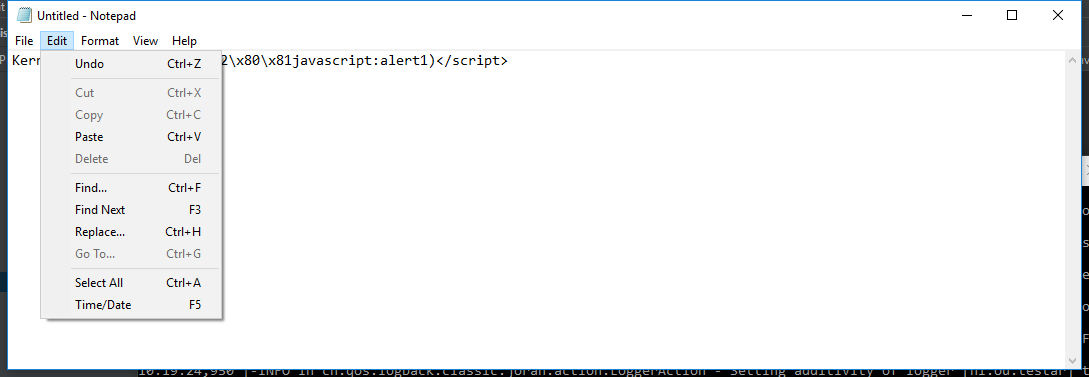 Untitled - Notepad
File Edit Format View Help
Kerr 2\x80\x81javascript:alert1)</script>
Undo Ctrl+Z
Cut Ctrl+X
Copy Ctrl+C
Paste Ctrl+V
Delete Del
Find... Ctrl+F
Find Next F3
Replace... Ctrl+H
Go To... Ctrl+G
Select All Ctrl+A
Time/Date F5
10:19:24,950 |-INFO in ch.qos.logback.classic.joran.action.LoggerAction - Setting additivity of logger [nl.ou.testar]